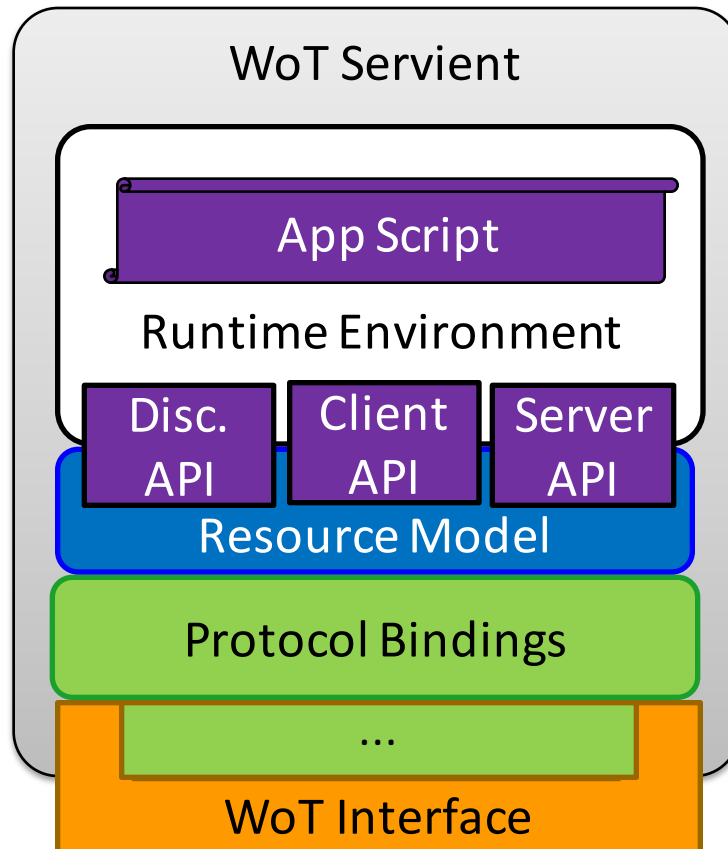 WoT Servient
App Script
Runtime Environment
Disc.
API
Client
API
Server
API
Resource Model
Protocol Bindings
...
WoT Interface